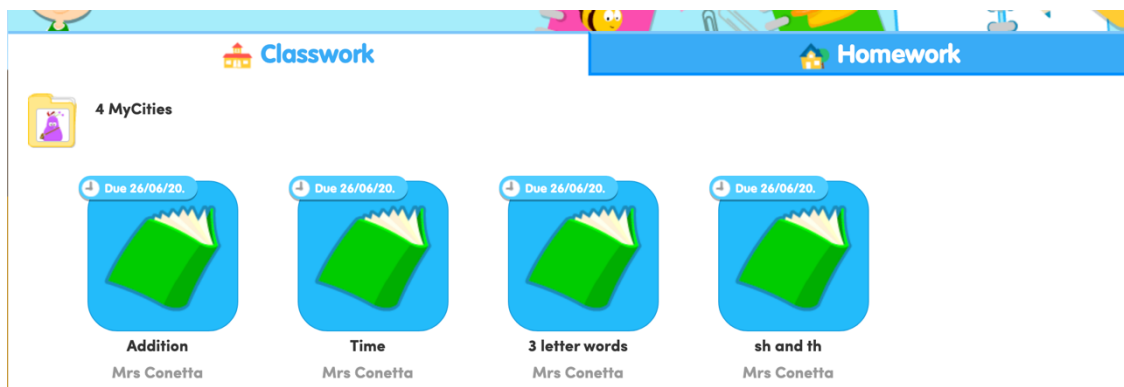 Classwork
Homework
4 MyCities
Due 26/06/20.
Due 26/06/20.
Due 26/06/20.
Due 26/06/20.
Addition
Time
3 letter words
sh and th
Mrs Conetta
Mrs Conetta
Mrs Conetta
Mrs Conetta